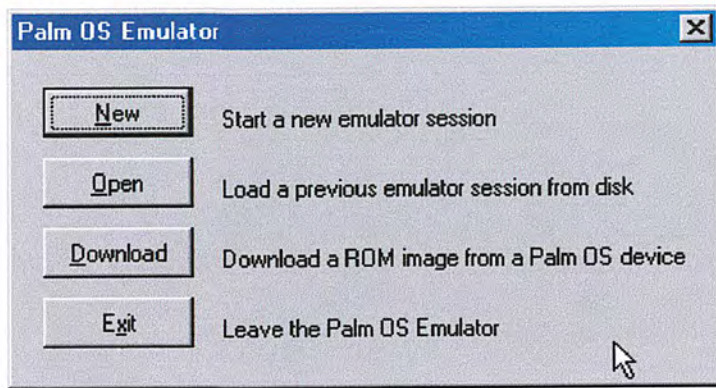 Palm OS Emulator
New Start a new emulator session
Open Load a previous emulator session from disk
Download Download a ROM image from a Palm OS device
Exit Leave the Palm OS Emulator